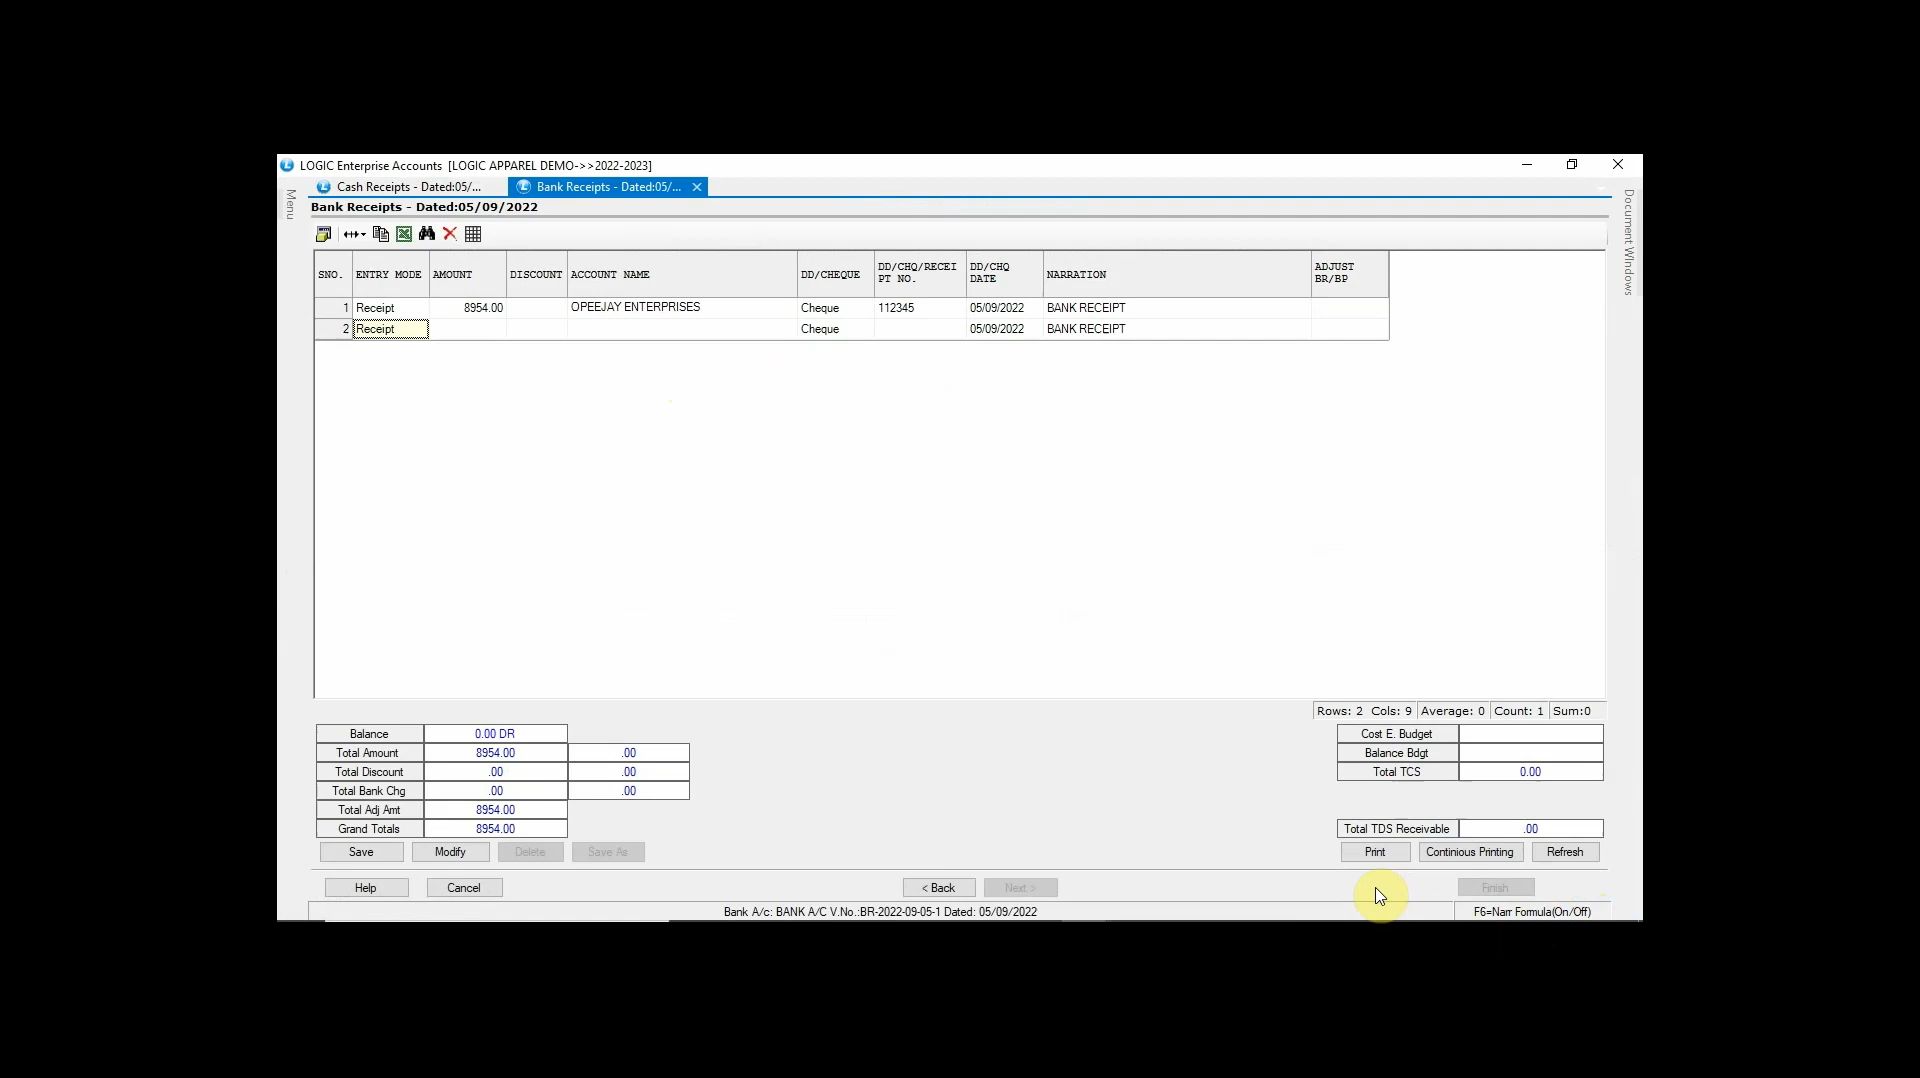 LOGIC Enterprise Accounts [LOGIC APPAREL DEMO->>2022-2023]
Menu
Cash Receipts - Dated:05/... Bank Receipts - Dated:05/...
Document Windows
Bank Receipts - Dated:05/09/2022
SNO. ENTRY MODE AMOUNT DISCOUNT ACCOUNT NAME DD/CHEQUE DD/CHQ/RECEI PT NO. DD/CHQ DATE NARRATION ADJUST BR/BP
1 Receipt 8954.00 OPEEJAY ENTERPRISES Cheque 112345 05/09/2022 BANK RECEIPT
2 Receipt Cheque 05/09/2022 BANK RECEIPT
Rows: 2 Cols: 9 Average: 0 Count: 1 Sum:0
Balance 0.00 DR Cost E. Budget
Total Amount 8954.00 .00 Balance Bdgt
Total Discount .00 .00 Total TCS 0.00
Total Bank Chg .00 .00
Total Adj Amt 8954.00
Grand Totals 8954.00 Total TDS Receivable .00
Save Modify Delete Save As Print Continious Printing Refresh
Help Cancel < Back Next > Finish
Bank A/c: BANK A/C V.No.:BR-2022-09-05-1 Dated: 05/09/2022 F6=Narr Formula(On/Off)